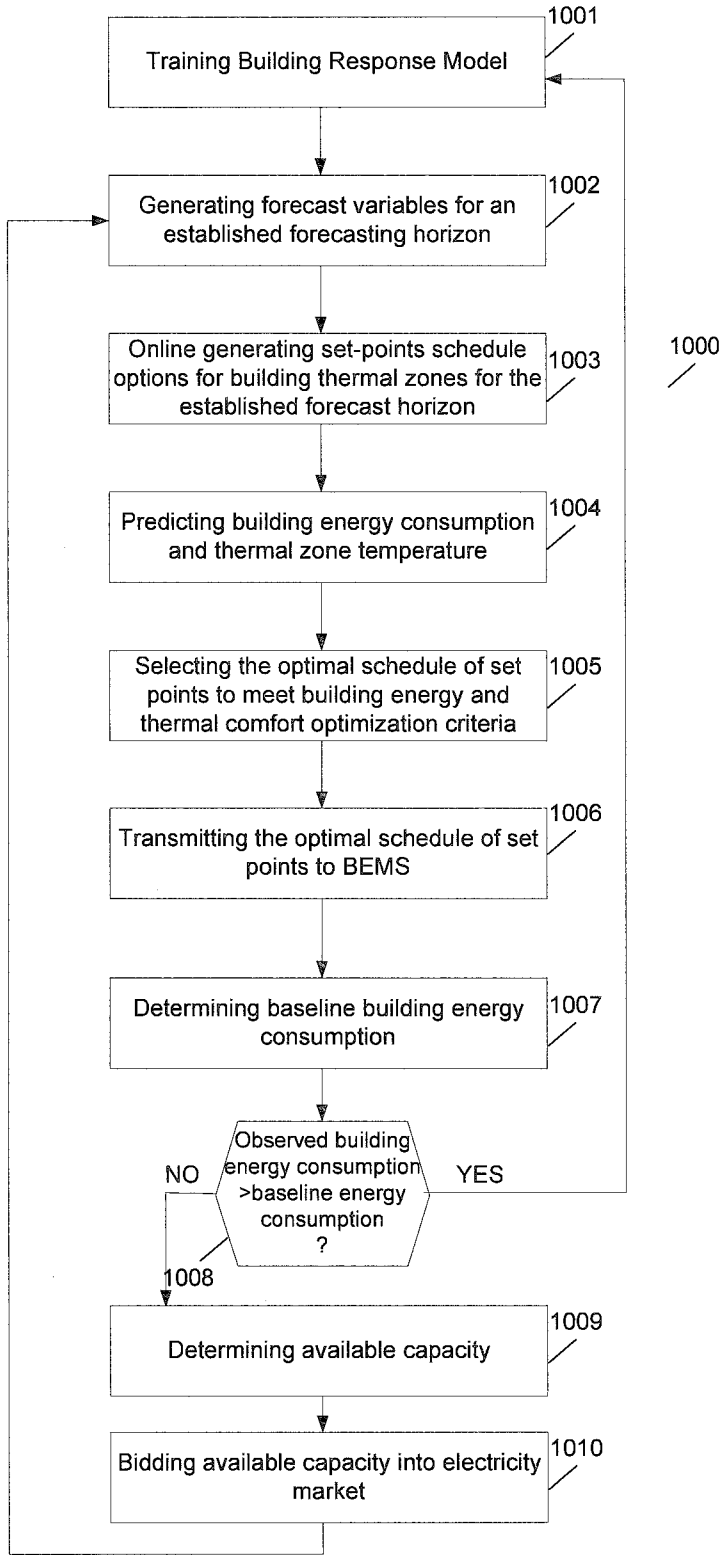 1001
Training Building Response Model
1002
Generating forecast variables for an
established forecasting horizon
1000
Online generating set-points schedule
options for building thermal zones for the
established forecast horizon
1003
Predicting building energy consumption
and thermal zone temperature
1004
Selecting the optimal schedule of set
points to meet building energy and
thermal comfort optimization criteria
1005
Transmitting the optimal schedule of set
points to BEMS
1006
Determining baseline building energy
consumption
1007
Observed building
energy consumption
>baseline energy
consumption
?
NO
YES
1008
Determining available capacity
1009
Bidding available capacity into electricity
market
1010